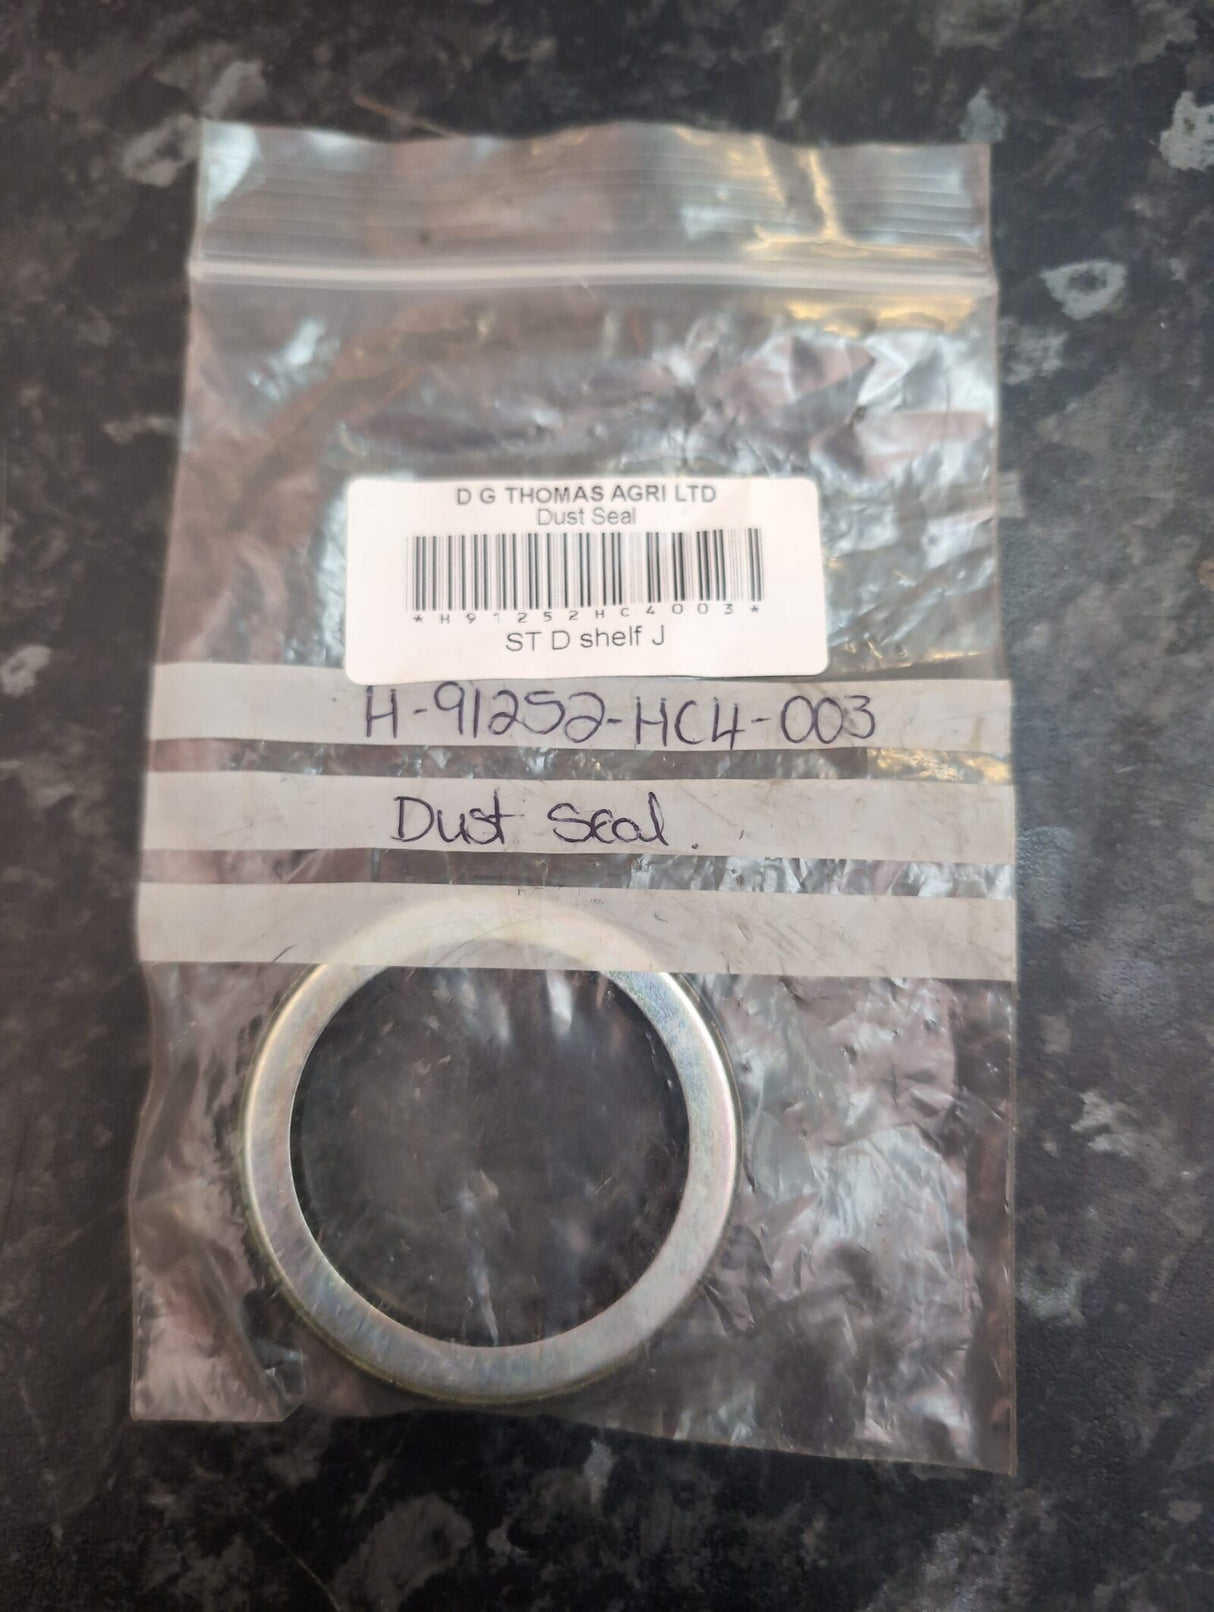 D G THOMAS AGRI LTD
Dust Seal
*H91252HC4003*
ST D shelf J
H-91252-HC4-003
Dust Seal.